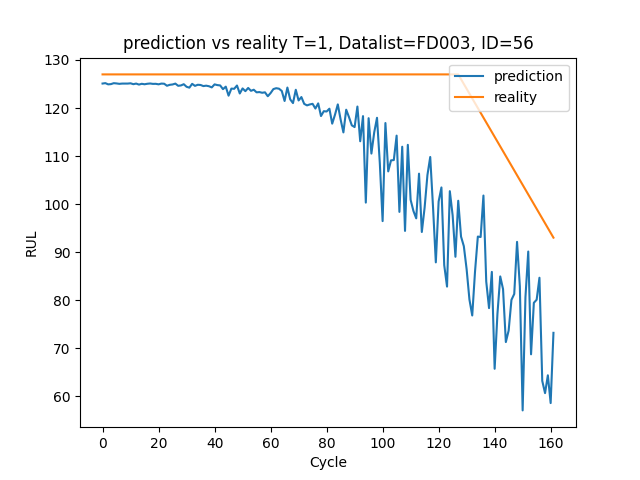 prediction vs reality T=1, Datalist=FD003, ID=56
prediction
reality
RUL
130
120
110
100
90
80
70
60
0 20 40 60 80 100 120 140 160
Cycle